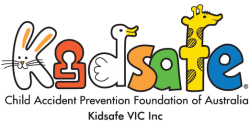 Kidsafe®
Child Accident Prevention Foundation of Australia
Kidsafe VIC Inc